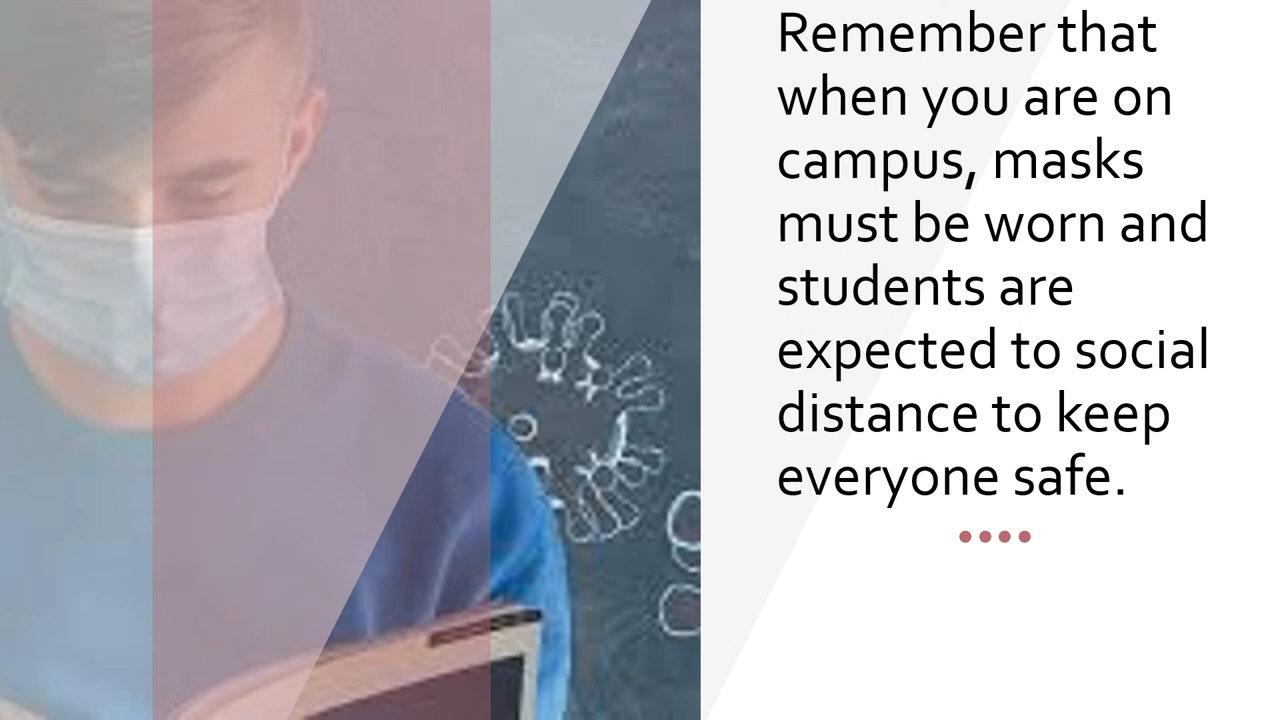 Remember that
when you are on
campus, masks
must be worn and
students are
expected to social
distance to keep
everyone safe.